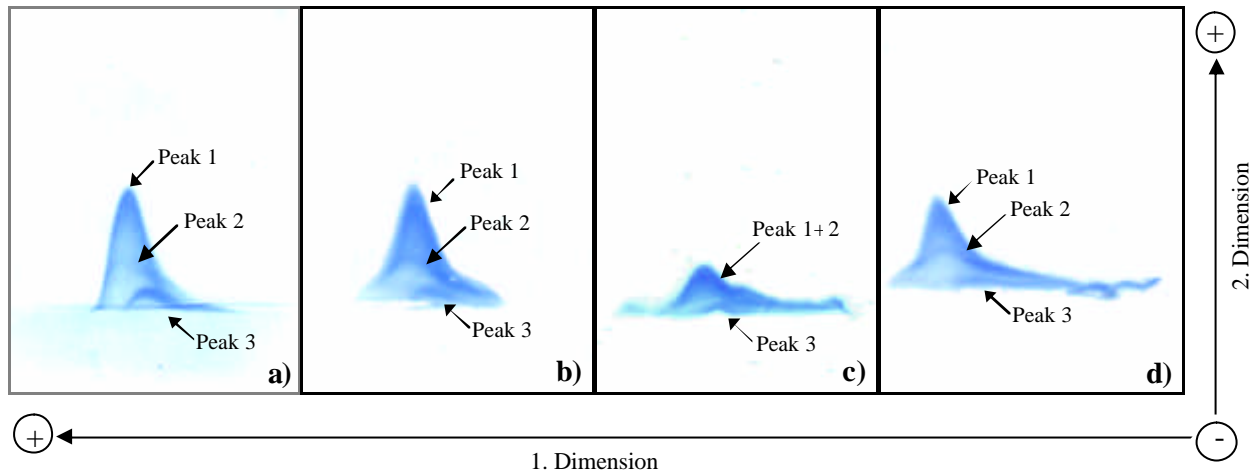 Peak 1
Peak 2
Peak 3
a)
Peak 1
Peak 2
Peak 3
b)
Peak 1+2
Peak 3
c)
Peak 1
Peak 2
Peak 3
d)
+
2. Dimension
+
-
1. Dimension